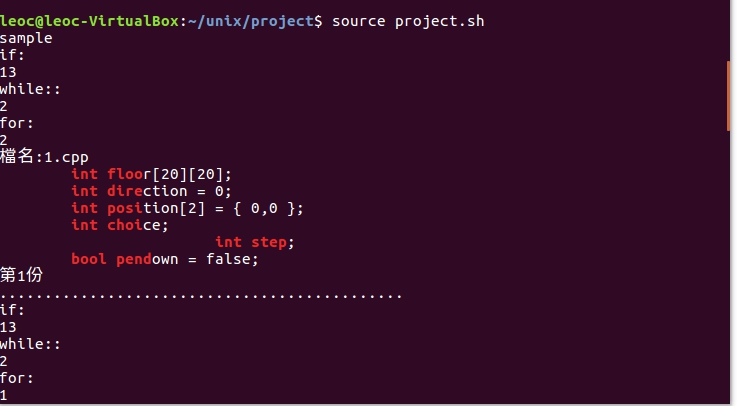 leoc@leoc-VirtualBox:~/unix/project$ source project.sh
sample
if:
13
while::
2
for:
2
檔名:1.cpp
int floor[20][20];
int direction = 0;
int position[2] = { 0,0 };
int choice;
int step;
bool pendown = false;
第1份
.............................................
if:
13
while::
2
for:
1